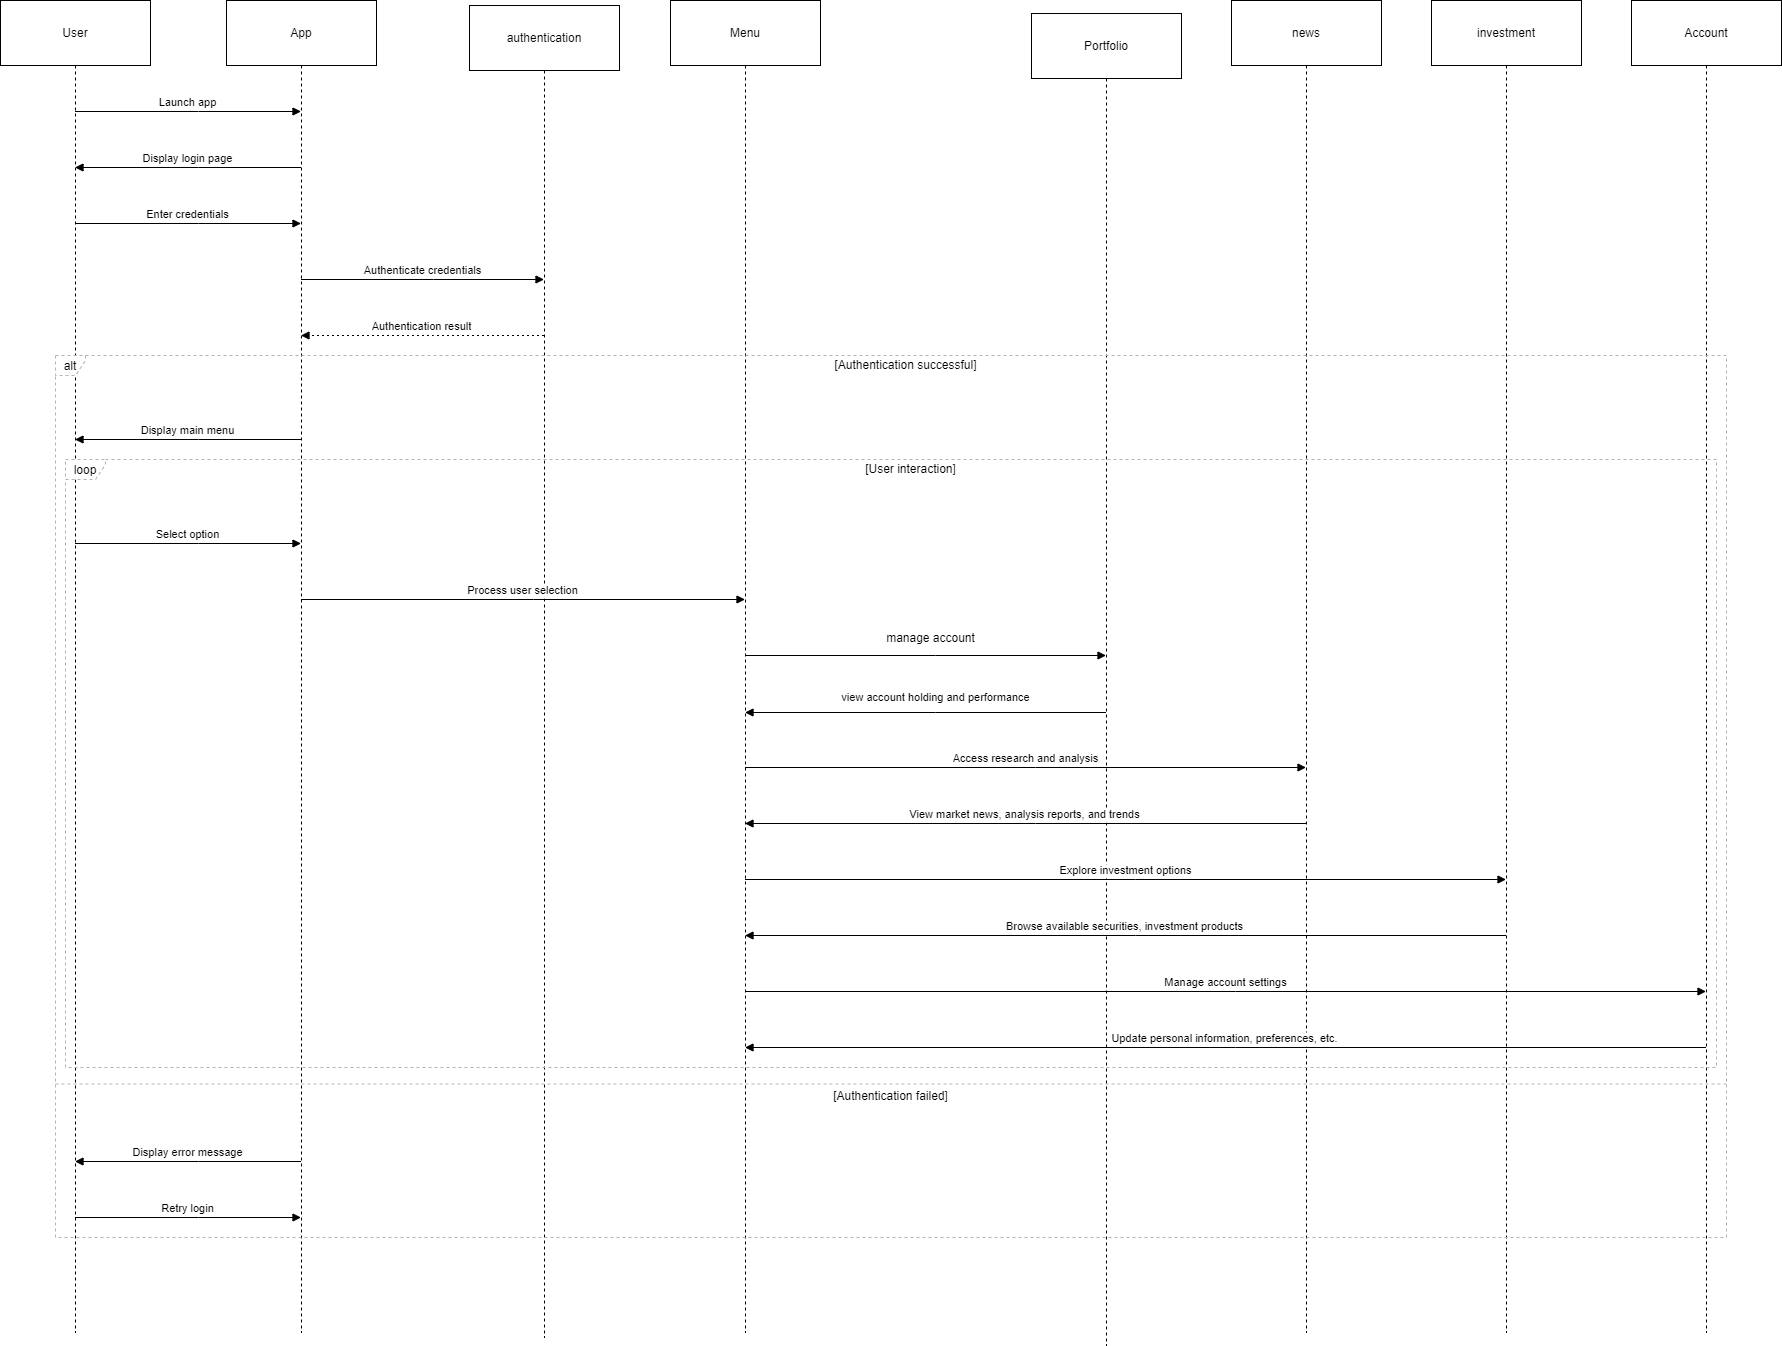 User
App
authentication
Menu
Portfolio
news
investment
Account
Launch app
Display login page
Enter credentials
Authenticate credentials
Authentication result
alt
[Authentication successful]
Display main menu
loop
[User interaction]
Select option
Process user selection
manage account
view account holding and performance
Access research and analysis
View market news, analysis reports, and trends
Explore investment options
Browse available securities, investment products
Manage account settings
Update personal information, preferences, etc.
[Authentication failed]
Display error message
Retry login